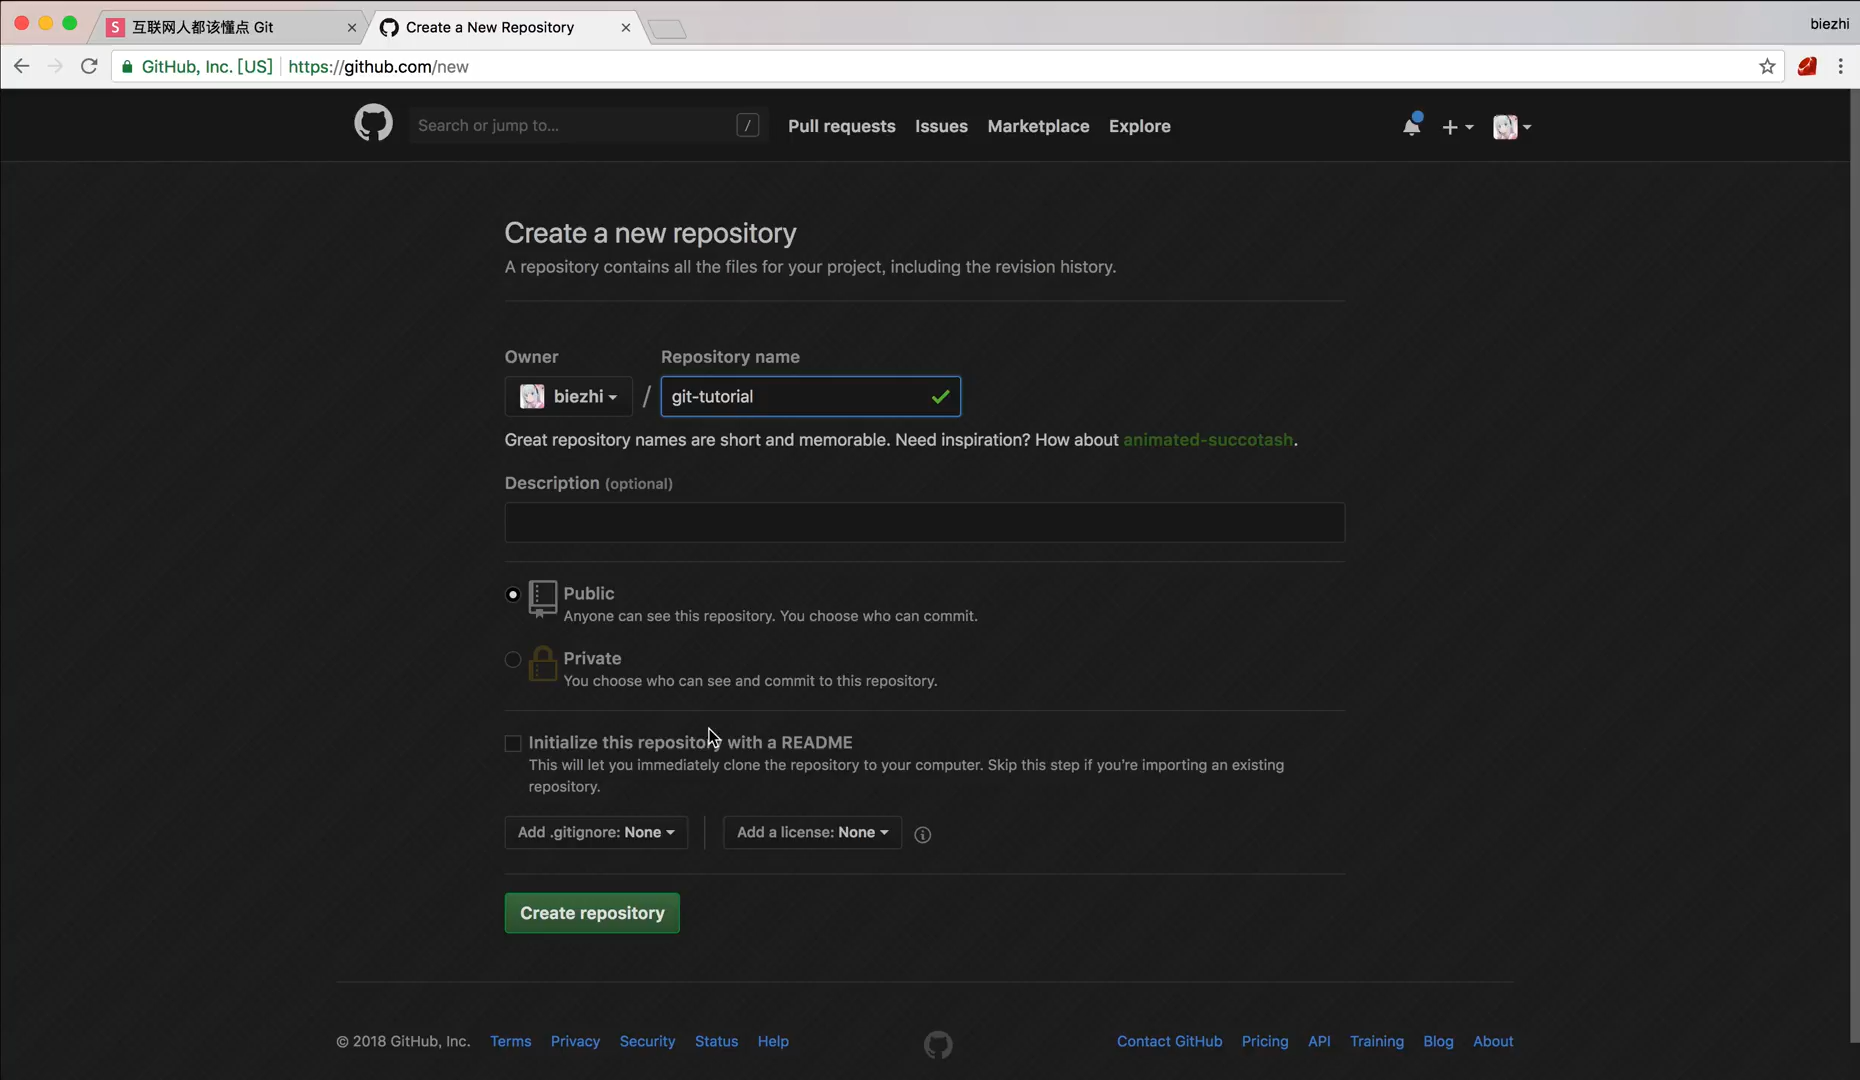 互联网人都该懂点 Git
Create a New Repository
biezhi
GitHub, Inc. [US] https://github.com/new
Search or jump to... /
Pull requests Issues Marketplace Explore
Create a new repository
A repository contains all the files for your project, including the revision history.
Owner Repository name
biezhi / git-tutorial
Great repository names are short and memorable. Need inspiration? How about animated-succotash.
Description (optional)
Public
Anyone can see this repository. You choose who can commit.
Private
You choose who can see and commit to this repository.
Initialize this repository with a README
This will let you immediately clone the repository to your computer. Skip this step if you're importing an existing
repository.
Add .gitignore: None Add a license: None
Create repository
© 2018 GitHub, Inc. Terms Privacy Security Status Help Contact GitHub Pricing API Training Blog About